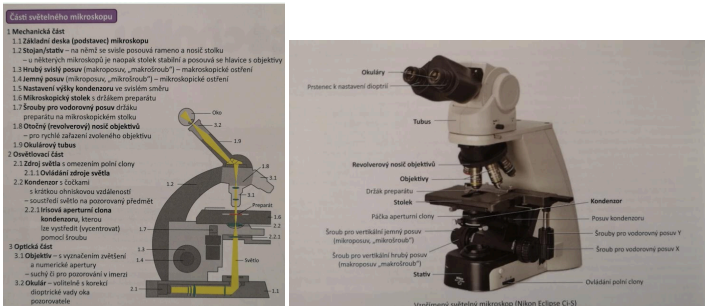 Části světelného mikroskopu
1 Mechanická část
1.1 Základní deska (podstavec) mikroskopu
1.2 Stojan/stativ – na něm se svisle posouvá rameno a nosič stolku
– u některých mikroskopů je naopak stolek stabilní a posouvá se hlavice s objektivy
1.3 Hrubý svislý posuv (makroposuv, „makrošroub“) – makroskopické ostření
1.4 Jemný posuv (mikroposuv, „mikrošroub“) – mikroskopické ostření
1.5 Nastavení výšky kondenzoru ve svislém směru
1.6 Mikroskopický stolek s držákem preparátu
1.7 Šrouby pro vodorovný posuv držáku
preparátu na mikroskopickém stolku
1.8 Otočný (revolverový) nosič objektivů
– pro rychlé zařazení zvoleného objektivu
1.9 Okulárový tubus
2 Osvětlovací část
2.1 Zdroj světla s omezením polní clony
2.1.1 Ovládání zdroje světla
2.2 Kondenzor s čočkami
s krátkou ohniskovou vzdáleností
– soustředí světlo na pozorovaný předmět
2.2.1 Irisová aperturní clona
kondenzoru, kterou
lze vystředit (vycentrovat)
pomocí šroubu
3 Optická část
3.1 Objektiv – s vyznačením zvětšení
a numerické apertury
– suchý či pro pozorování v imerzi
3.2 Okulár – volitelně s korekcí
dioptrické vady oka
pozorovatele
Oko
3.2
1.9
1.8
3.1
3.1
1.2
Preparát
1.6
2.2
2.2.1
1.7
1.3
1.4
Světlo
2.1
1.1
Okuláry
Prstenec k nastavení dioptrií
Tubus
Revolverový nosič objektivů
Objektivy
Držák preparátu
Stolek
Páčka aperturní clony
Šroub pro vertikální jemný posuv
(mikroposuv, „mikrošroub“)
Šroub pro vertikální hrubý posuv
(makroposuv „makrošroub“)
Stativ
Kondenzor
Posuv kondenzoru
Šrouby pro vodorovný posuv Y
Šroub pro vodorovný posuv X
Ovládání polní clony
Vzpřímený světelný mikroskop (Nikon Eclipse Ci-S)